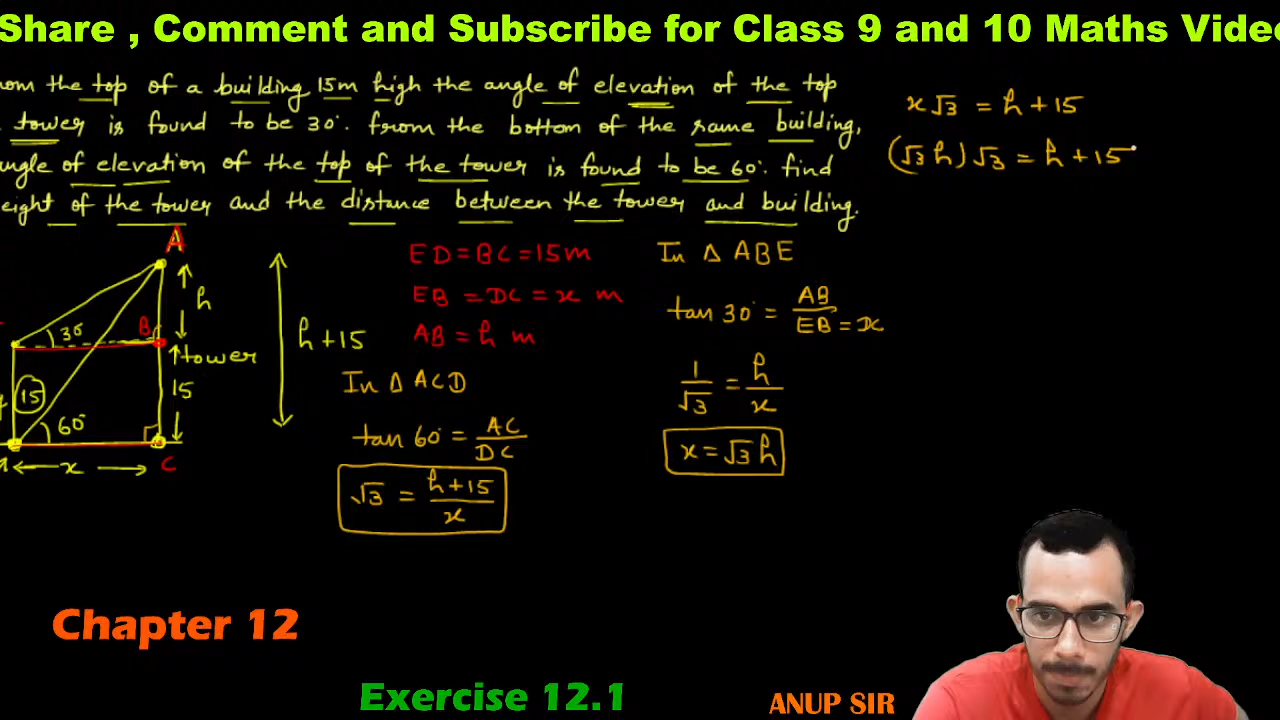 Share , Comment and Subscribe for Class 9 and 10 Maths Video
om the top of a building 15m high the angle of elevation of the top
tower is found to be 30°. from the bottom of the same building,
angle of elevation of the top of the tower is found to be 60°. find
eight of the tower and the distance between the tower and building.
x√3 = h + 15
(√3 h) √3 = h + 15
A
h
30°
B
tower
15
15
60°
x
C
h + 15
ED = BC = 15m
EB = DC = x m
AB = h m
In Δ ACD
tan 60° = AC/DC
√3 = (h+15)/x
In Δ ABE
tan 30° = AB/EB = x
1/√3 = h/x
x = √3 h
Chapter 12
Exercise 12.1
ANUP SIR